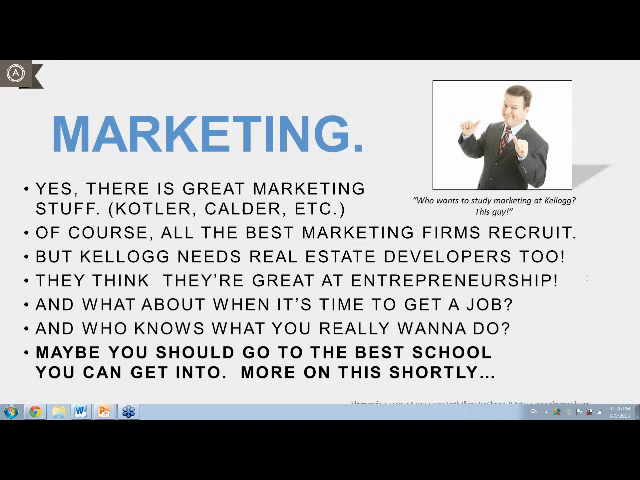 A
MARKETING.
"Who wants to study marketing at Kellogg?
This guy!"
• YES, THERE IS GREAT MARKETING
STUFF. (KOTLER, CALDER, ETC.)
• OF COURSE, ALL THE BEST MARKETING FIRMS RECRUIT.
• BUT KELLOGG NEEDS REAL ESTATE DEVELOPERS TOO!
• THEY THINK THEY'RE GREAT AT ENTREPRENEURSHIP!
• AND WHAT ABOUT WHEN IT'S TIME TO GET A JOB?
• AND WHO KNOWS WHAT YOU REALLY WANNA DO?
• MAYBE YOU SHOULD GO TO THE BEST SCHOOL
YOU CAN GET INTO. MORE ON THIS SHORTLY…
EN